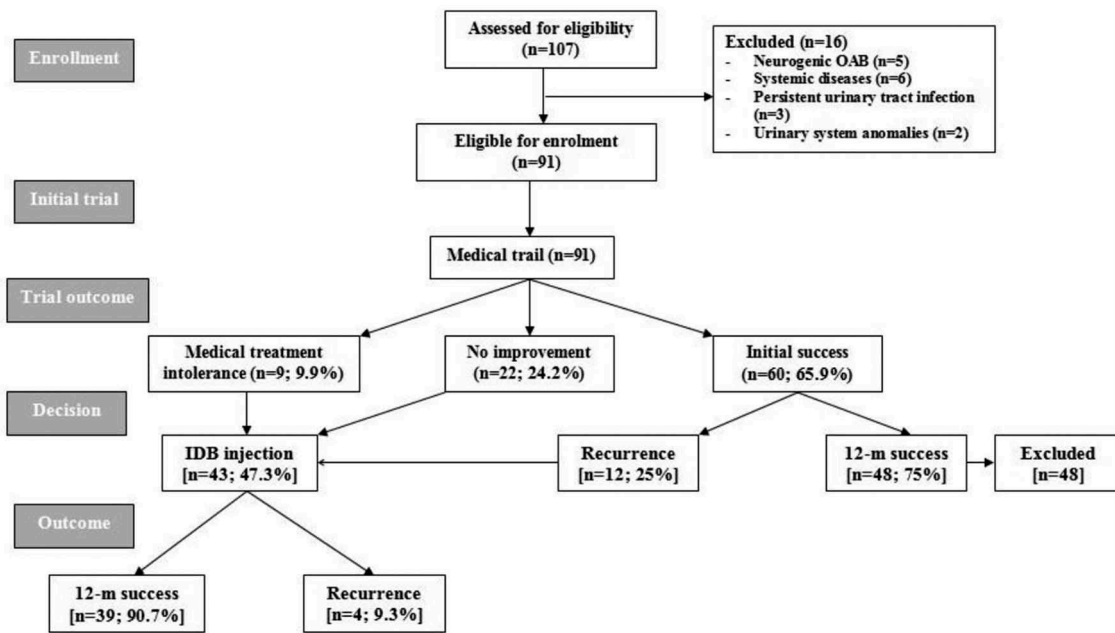 Enrollment
Assessed for eligibility
(n=107)
Excluded (n=16)
- Neurogenic OAB (n=5)
- Systemic diseases (n=6)
- Persistent urinary tract infection
(n=3)
- Urinary system anomalies (n=2)
Eligible for enrolment
(n=91)
Initial trial
Medical trail (n=91)
Trial outcome
Medical treatment
intolerance (n=9; 9.9%)
No improvement
(n=22; 24.2%)
Initial success
(n=60; 65.9%)
Decision
IDB injection
[n=43; 47.3%]
Recurrence
[n=12; 25%]
12-m success
[n=48; 75%]
Excluded
[n=48]
Outcome
12-m success
[n=39; 90.7%]
Recurrence
[n=4; 9.3%]